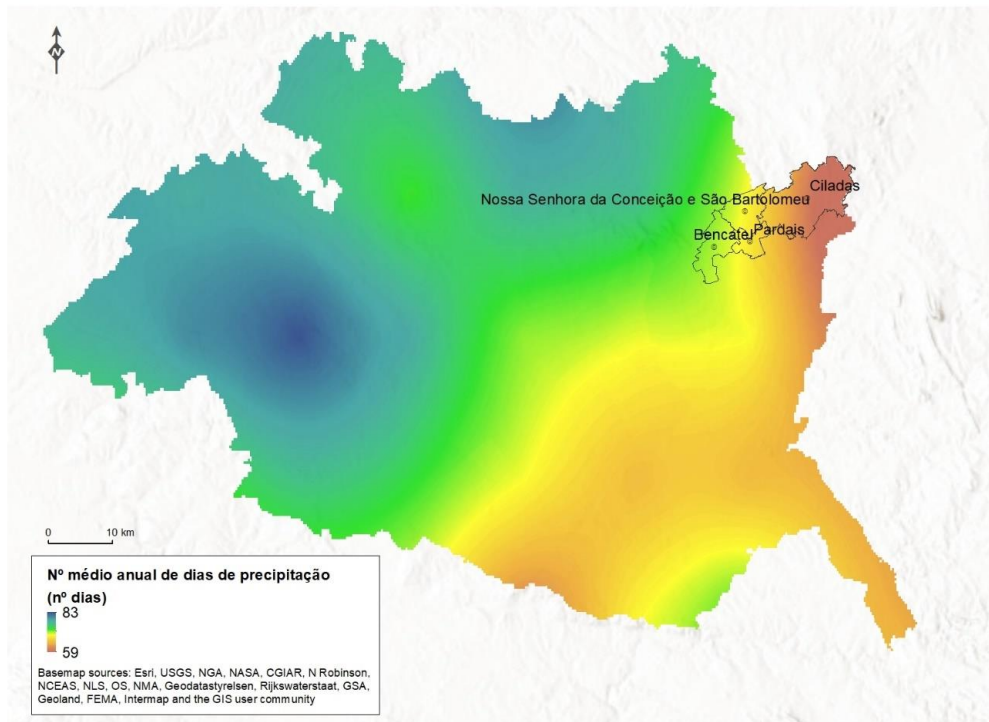 N
Ciladas
Nossa Senhora da Conceição e São Bartolomeu
Pardais
Bencatel
0 10 km
Nº médio anual de dias de precipitação
(nº dias)
83
59
Basemap sources: Esri, USGS, NGA, NASA, CGIAR, N Robinson,
NCEAS, NLS, OS, NMA, Geodatastyrelsen, Rijkswaterstaat, GSA,
Geoland, FEMA, Intermap and the GIS user community